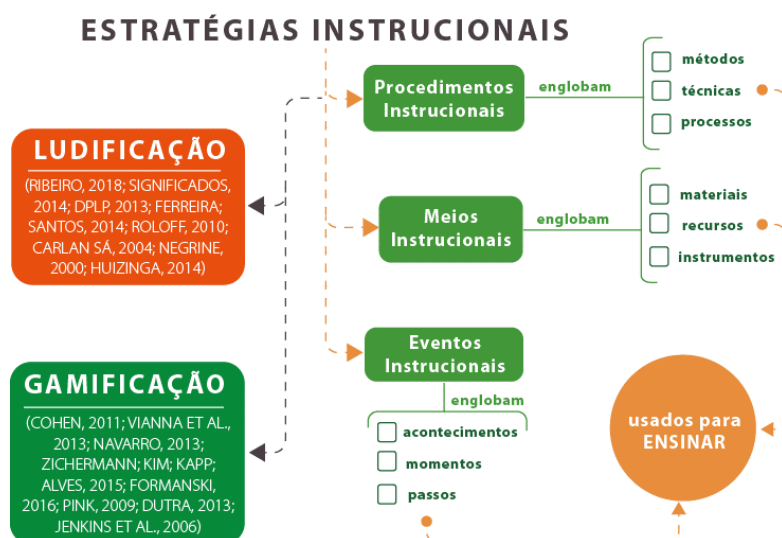 ESTRATÉGIAS INSTRUCIONAIS
LUDIFICAÇÃO
(RIBEIRO, 2018; SIGNIFICADOS,
2014; DPLP, 2013; FERREIRA;
SANTOS, 2014; ROLOFF, 2010;
CARLAN SÁ, 2004; NEGRINE,
2000; HUIZINGA, 2014)
GAMIFICAÇÃO
(COHEN, 2011; VIANNA ET AL.,
2013; NAVARRO, 2013;
ZICHERMANN; KIM; KAPP;
ALVES, 2015; FORMANSKI,
2016; PINK, 2009; DUTRA, 2013;
JENKINS ET AL., 2006)
Procedimentos
Instrucionais
englobam
métodos
técnicas
processos
Meios
Instrucionais
englobam
materiais
recursos
instrumentos
Eventos
Instrucionais
englobam
acontecimentos
momentos
passos
usados para
ENSINAR